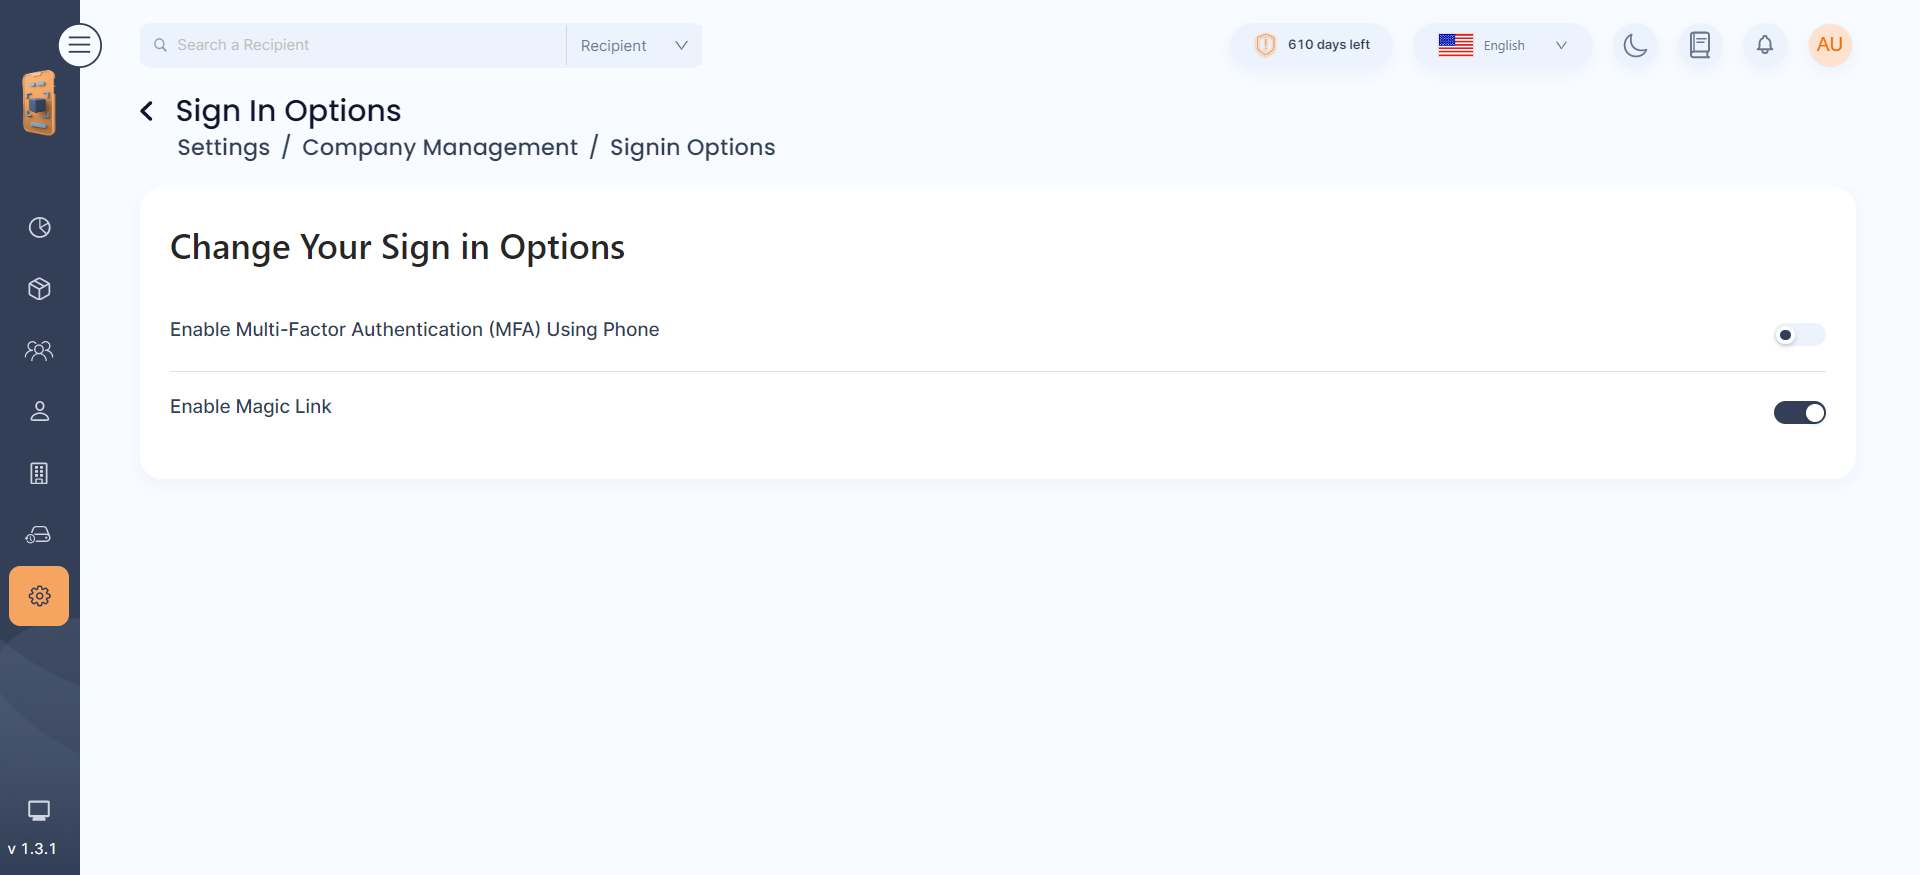 Search a Recipient
Recipient
610 days left
English
AU
Sign In Options
Settings / Company Management / Signin Options
Change Your Sign in Options
Enable Multi-Factor Authentication (MFA) Using Phone
Enable Magic Link
v 1.3.1